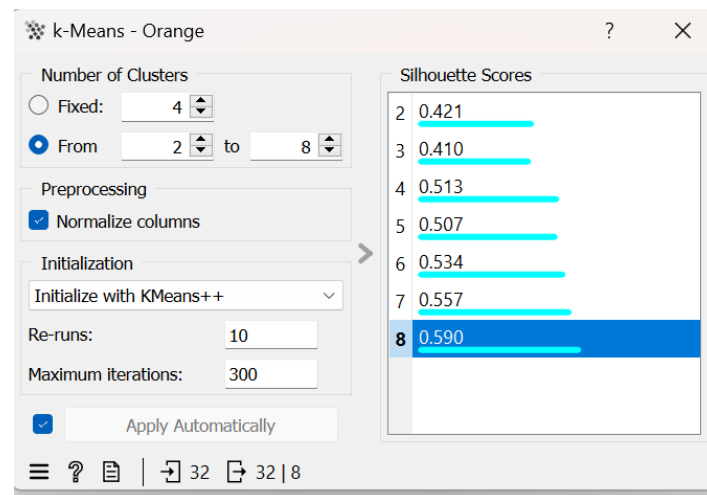 k-Means - Orange ? ×
Number of Clusters
Fixed: 4
From 2 to 8
Preprocessing
Normalize columns
Initialization
Initialize with KMeans++
Re-runs: 10
Maximum iterations: 300
Apply Automatically
? 32 32 | 8
>
Silhouette Scores
2 0.421
3 0.410
4 0.513
5 0.507
6 0.534
7 0.557
8 0.590